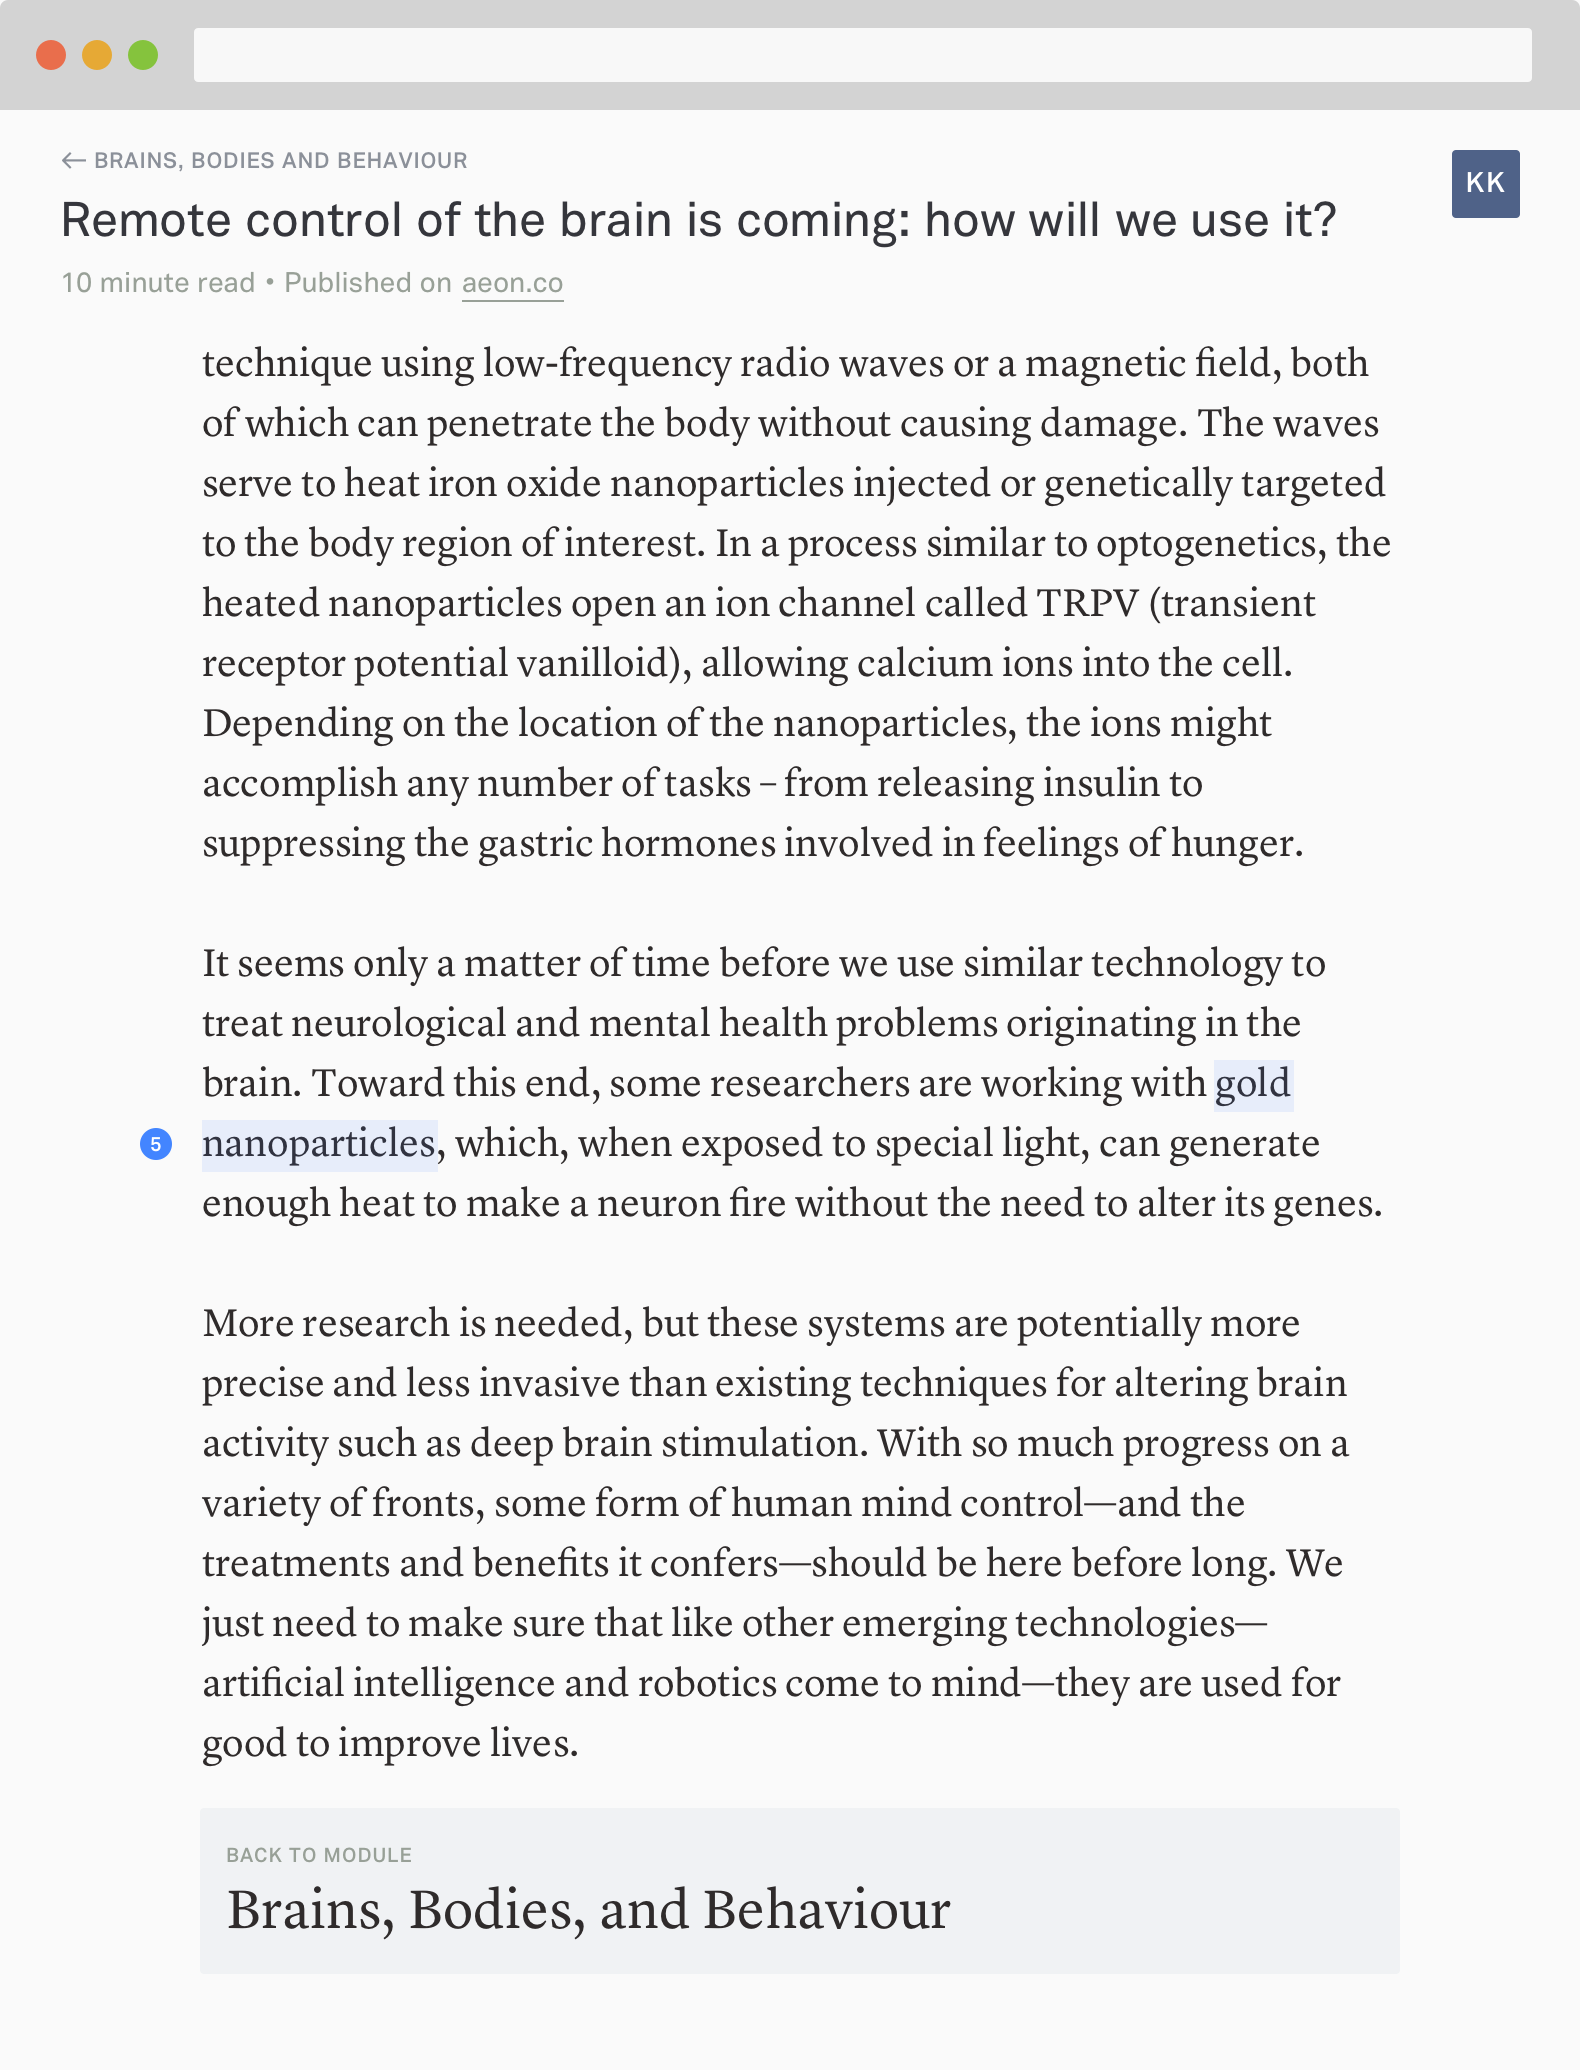 ← BRAINS, BODIES AND BEHAVIOUR
KK
Remote control of the brain is coming: how will we use it?
10 minute read • Published on aeon.co
technique using low-frequency radio waves or a magnetic field, both
of which can penetrate the body without causing damage. The waves
serve to heat iron oxide nanoparticles injected or genetically targeted
to the body region of interest. In a process similar to optogenetics, the
heated nanoparticles open an ion channel called TRPV (transient
receptor potential vanilloid), allowing calcium ions into the cell.
Depending on the location of the nanoparticles, the ions might
accomplish any number of tasks – from releasing insulin to
suppressing the gastric hormones involved in feelings of hunger.
It seems only a matter of time before we use similar technology to
treat neurological and mental health problems originating in the
brain. Toward this end, some researchers are working with gold
5 nanoparticles, which, when exposed to special light, can generate
enough heat to make a neuron fire without the need to alter its genes.
More research is needed, but these systems are potentially more
precise and less invasive than existing techniques for altering brain
activity such as deep brain stimulation. With so much progress on a
variety of fronts, some form of human mind control—and the
treatments and benefits it confers—should be here before long. We
just need to make sure that like other emerging technologies—
artificial intelligence and robotics come to mind—they are used for
good to improve lives.
BACK TO MODULE
Brains, Bodies, and Behaviour